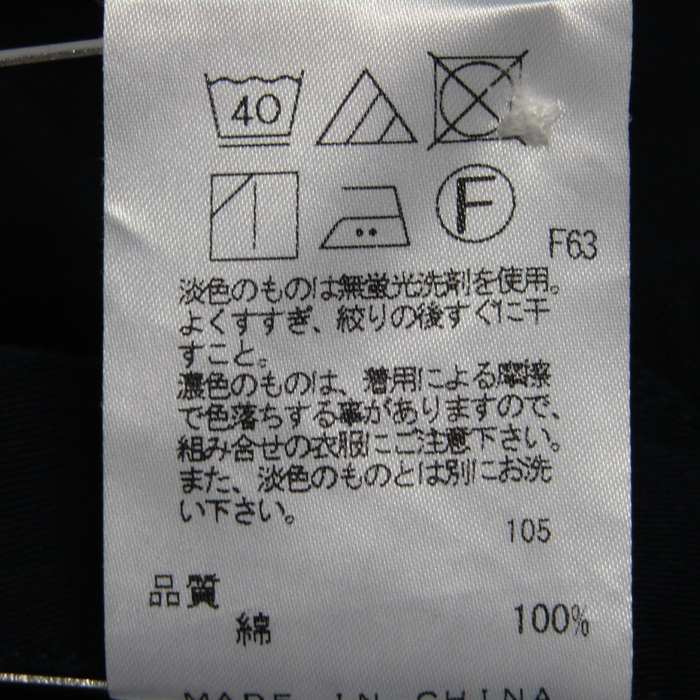 40
F
F63
淡色のものは無蛍光洗剤を使用。
よくすすぎ、絞りの後すぐに干
すこと。
濃色のものは、着用による摩擦
で色落ちする事がありますので、
組み合せの衣服にご注意下さい。
また、淡色のものとは別にお洗
い下さい。
105
品質
綿 100%
MADE IN CHINA